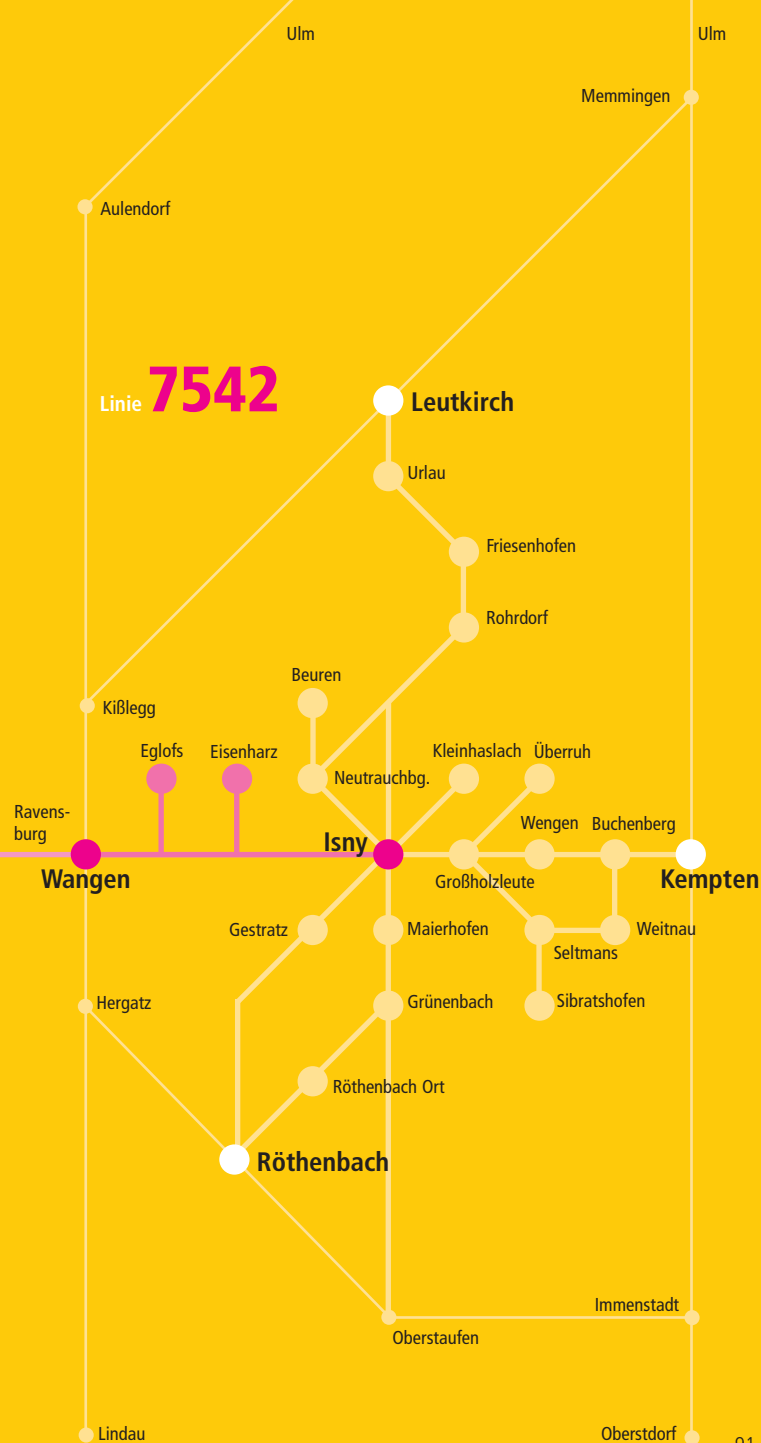 Ulm
Ulm
Memmingen
Aulendorf
Linie 7542
Leutkirch
Urlau
Friesenhofen
Rohrdorf
Beuren
Kißlegg
Eglofs
Eisenharz
Neutrauchbg.
Kleinhaslach
Überruh
Ravens-
burg
Isny
Wengen
Buchenberg
Wangen
Großholzleute
Kempten
Gestratz
Maierhofen
Weitnau
Seltmans
Hergatz
Grünenbach
Sibratshofen
Röthenbach Ort
Röthenbach
Immenstadt
Oberstaufen
Lindau
Oberstdorf